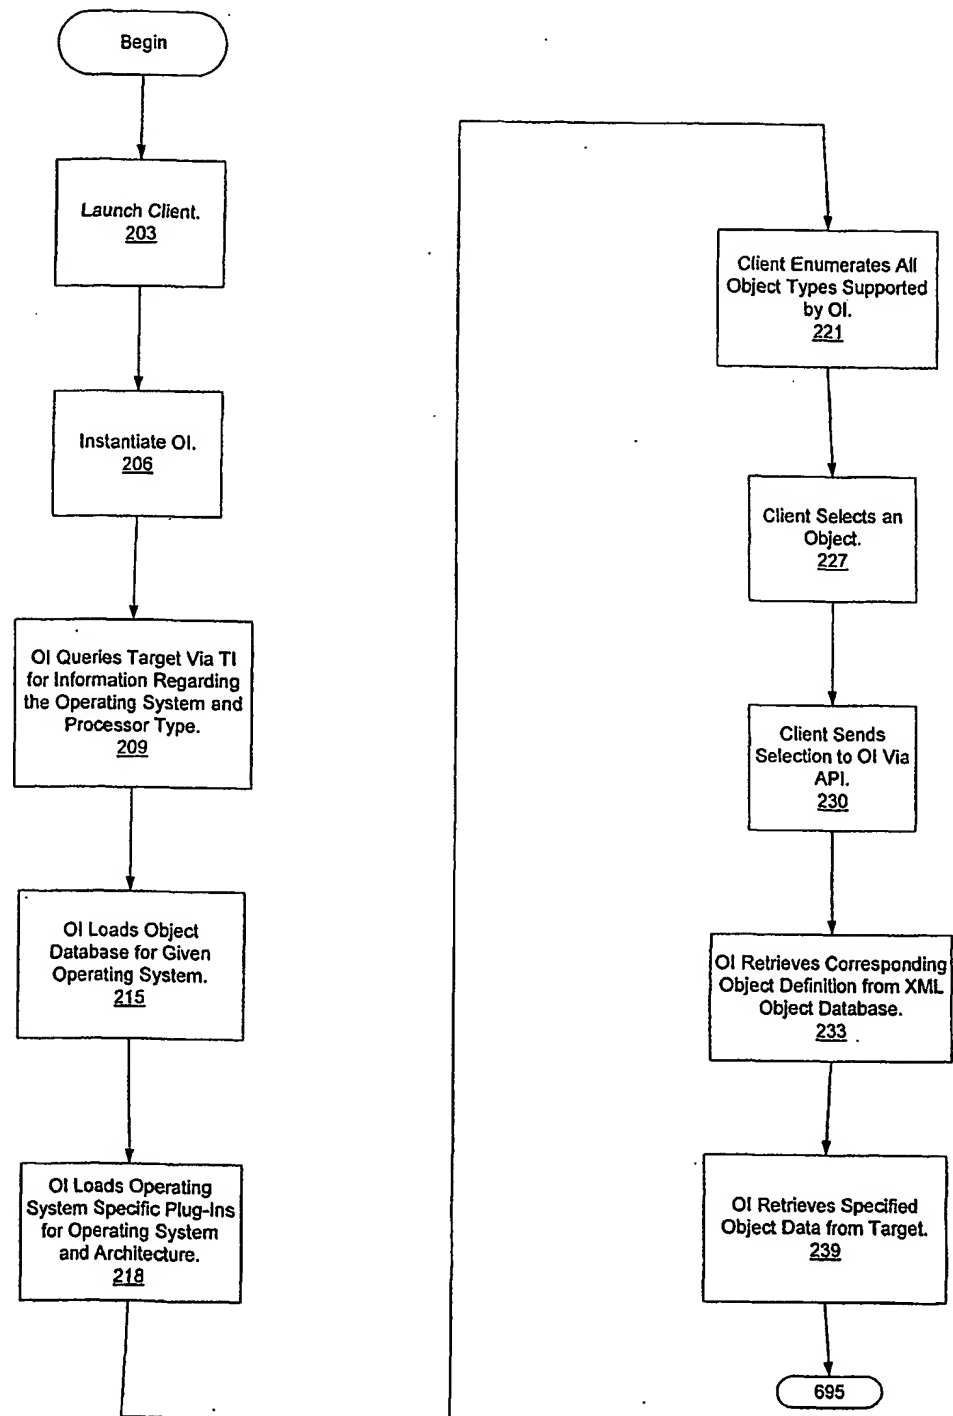 Begin
Launch Client.
203
Instantiate OI.
206
OI Queries Target Via TI
for Information Regarding
the Operating System and
Processor Type.
209
OI Loads Object
Database for Given
Operating System.
215
OI Loads Operating
System Specific Plug-Ins
for Operating System
and Architecture.
218
Client Enumerates All
Object Types Supported
by OI.
221
Client Selects an
Object.
227
Client Sends
Selection to OI Via
API.
230
OI Retrieves Corresponding
Object Definition from XML
Object Database.
233
OI Retrieves Specified
Object Data from Target.
239
695